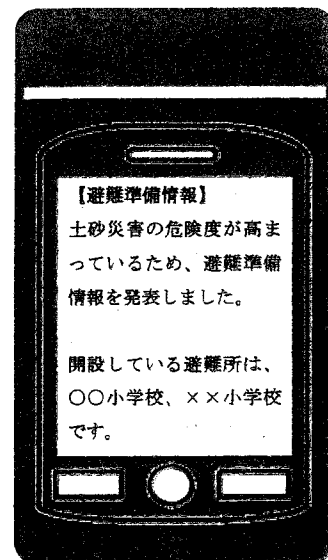 【避難準備情報】
土砂災害の危険度が高ま
っているため、避難準備
情報を発表しました。
開設している避難所は、
〇〇小学校、××小学校
です。